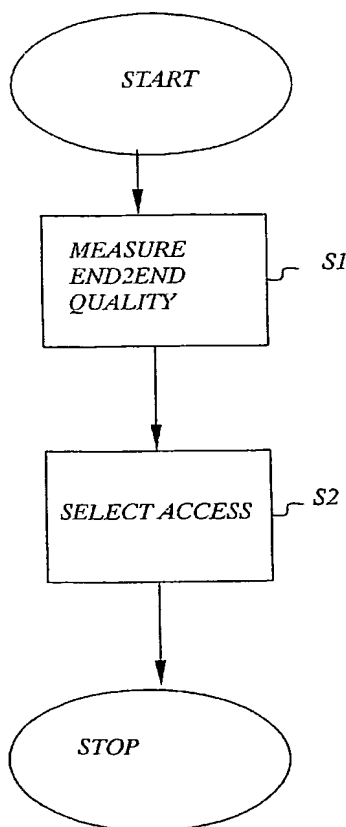 START
MEASURE
END2END
QUALITY
S1
SELECT ACCESS
S2
STOP